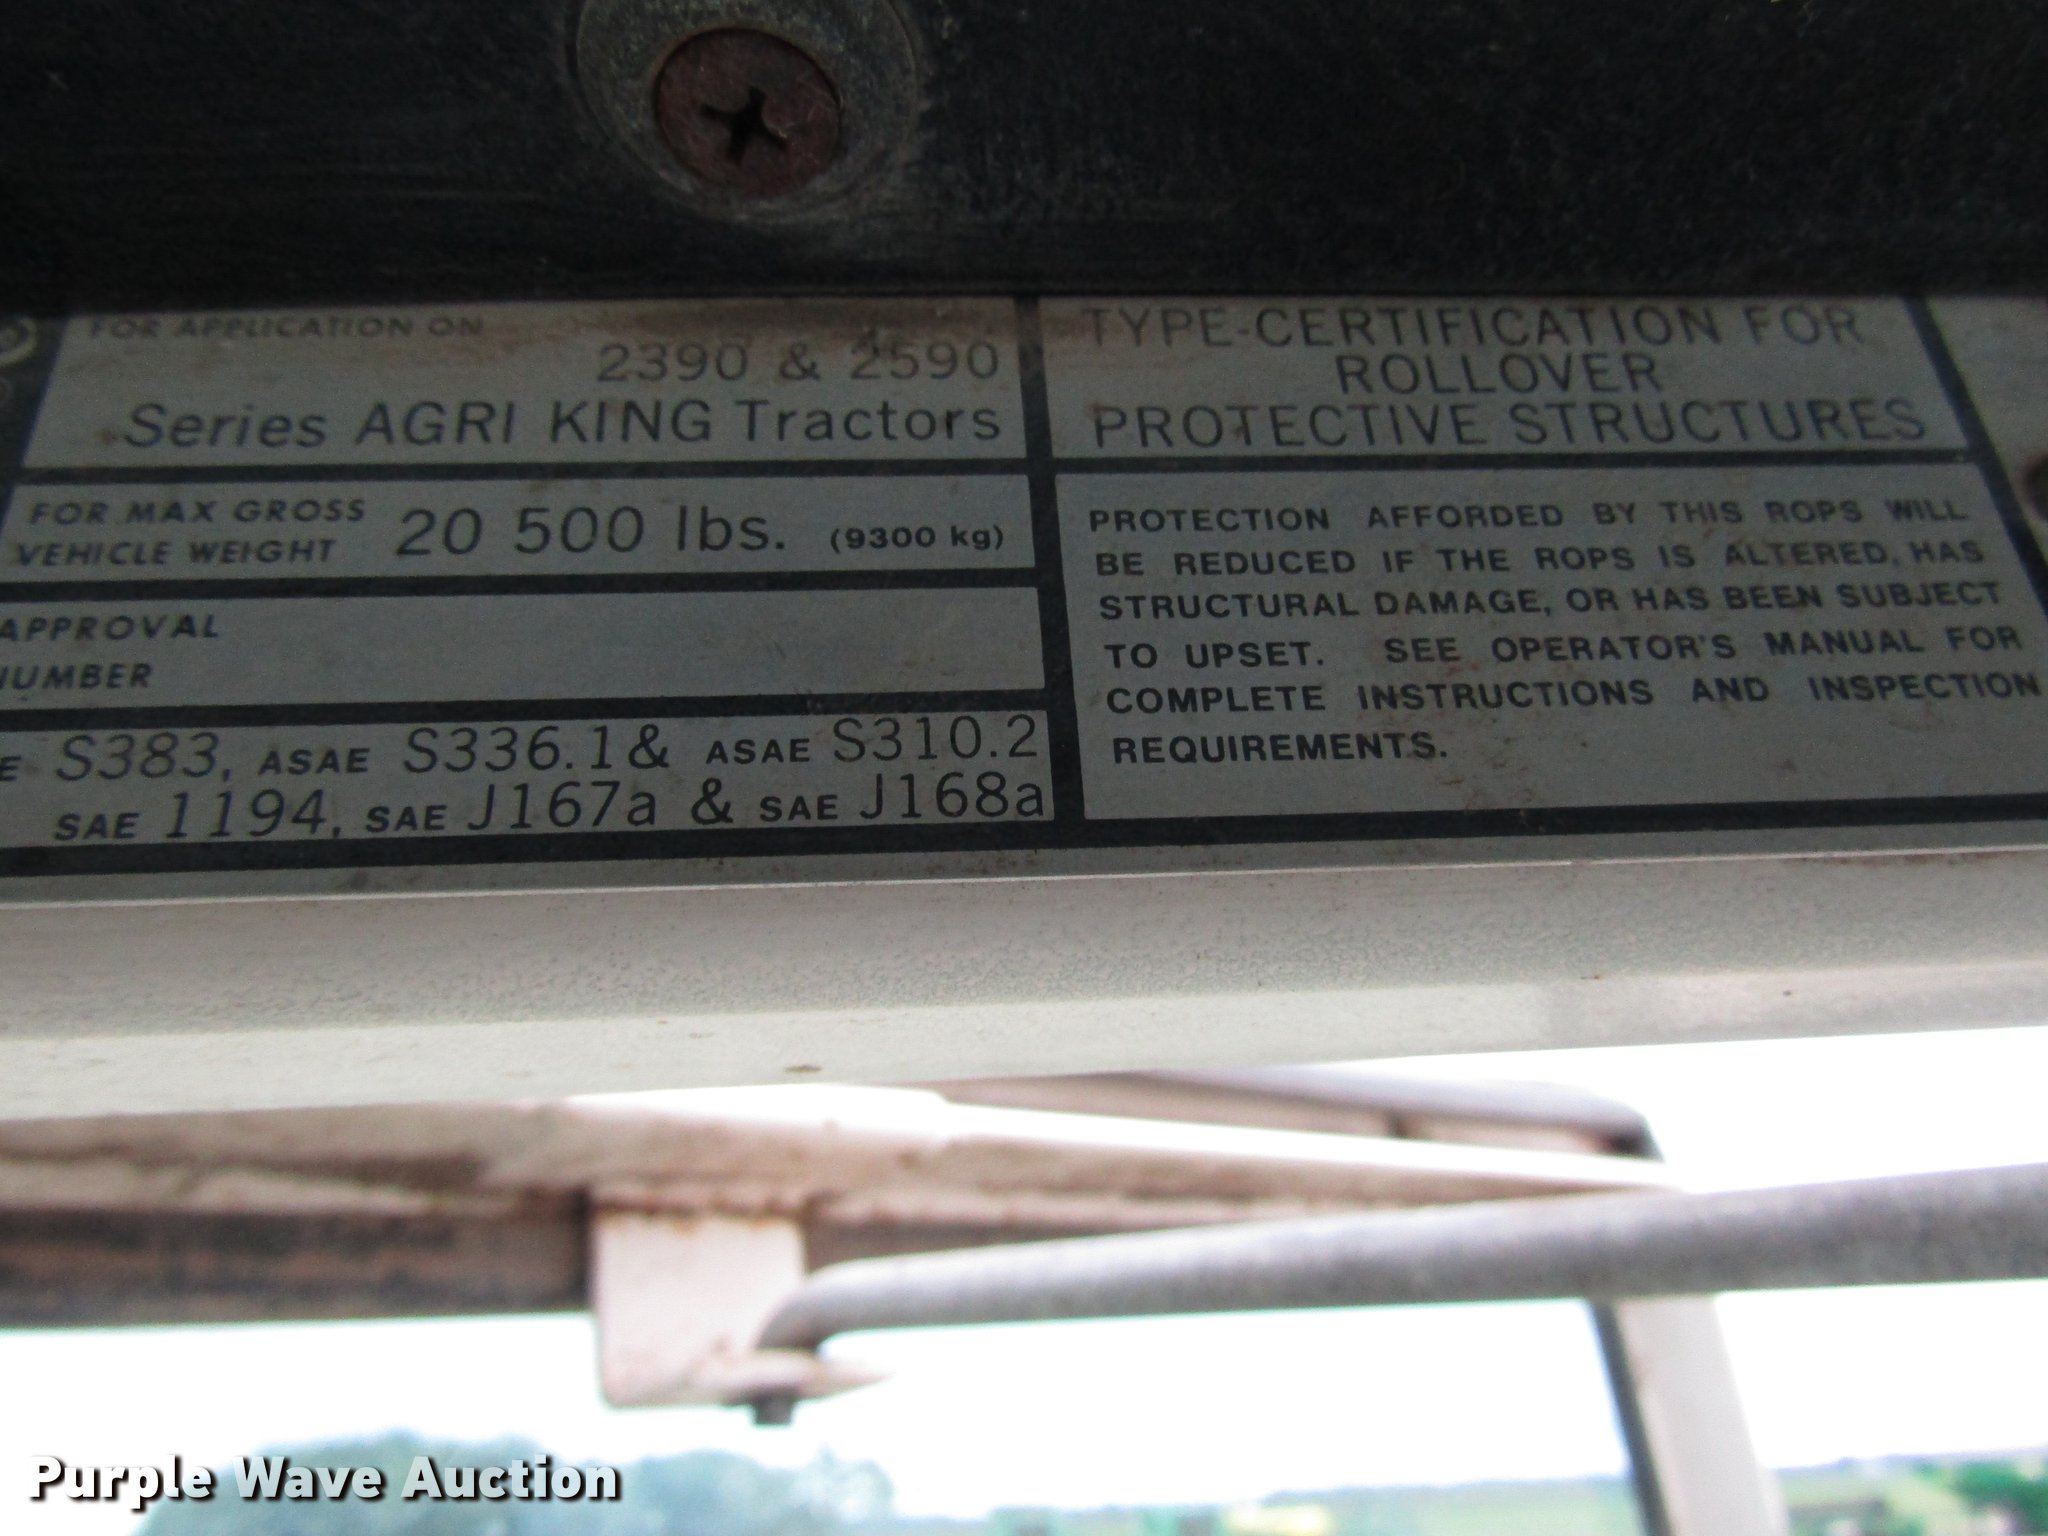 FOR APPLICATION ON
2390 & 2590
Series AGRI KING Tractors
FOR MAX GROSS
VEHICLE WEIGHT 20 500 lbs. (9300 kg)
APPROVAL
NUMBER
E S383, ASAE S336.1& ASAE S310.2
SAE 1194, SAE J167a & SAE J168a
TYPE-CERTIFICATION FOR
ROLLOVER
PROTECTIVE STRUCTURES
PROTECTION AFFORDED BY THIS ROPS WILL
BE REDUCED IF THE ROPS IS ALTERED, HAS
STRUCTURAL DAMAGE, OR HAS BEEN SUBJECT
TO UPSET. SEE OPERATOR'S MANUAL FOR
COMPLETE INSTRUCTIONS AND INSPECTION
REQUIREMENTS.
Purple Wave Auction